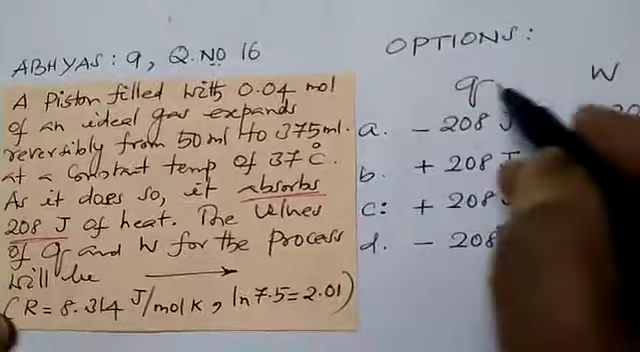 ABHYAS: 9, Q.NO 16
A Piston filled with 0.04 mol
of an ideal gas expands
reversibly from 50 ml to 375ml.
at a constant temp of 37°C.
As it does so, it absorbs
208 J of heat. The values
of q and W for the process
will be
(R = 8.314 J/mol K, ln 7.5 = 2.01)
OPTIONS:
q W
a. - 208 J
b. + 208 J
c: + 208 J
d. - 208